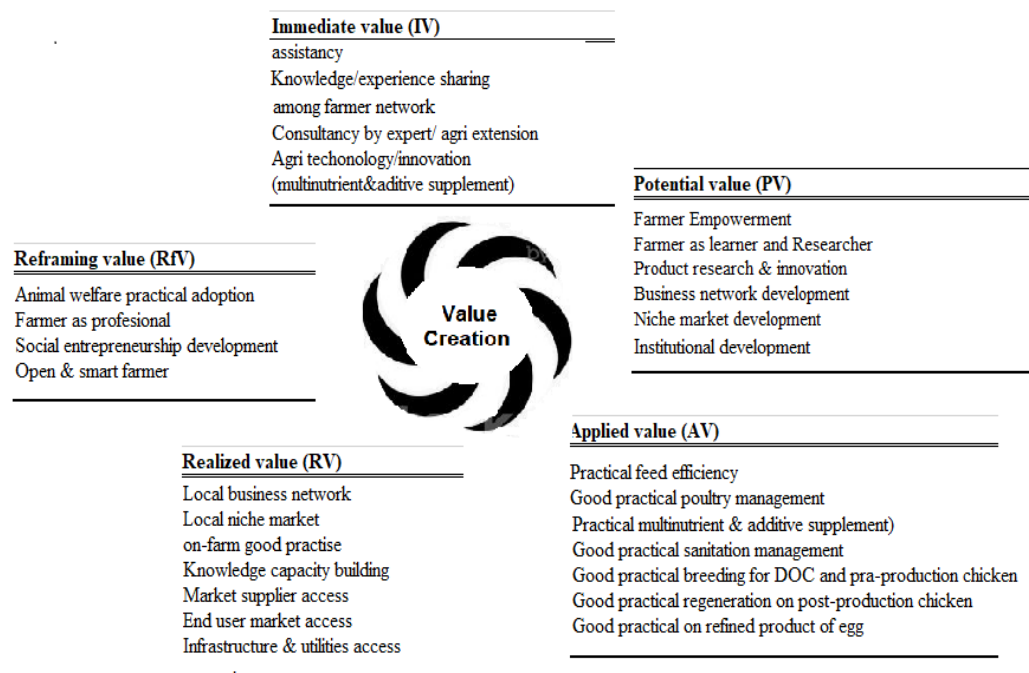 Immediate value (IV)
assistancy
Knowledge/experience sharing
among farmer network
Consultancy by expert/ agri extension
Agri techonology/innovation
(multinutrient&aditive supplement)
Potential value (PV)
Farmer Empowerment
Farmer as learner and Researcher
Product research & innovation
Business network development
Niche market development
Institutional development
Reframing value (RfV)
Animal welfare practical adoption
Farmer as profesional
Social entrepreneurship development
Open & smart farmer
Value
Creation
Applied value (AV)
Practical feed efficiency
Good practical poultry management
Practical multinutrient & additive supplement)
Good practical sanitation management
Good practical breeding for DOC and pra-production chicken
Good practical regeneration on post-production chicken
Good practical on refined product of egg
Realized value (RV)
Local business network
Local niche market
on-farm good practise
Knowledge capacity building
Market supplier access
End user market access
Infrastructure & utilities access